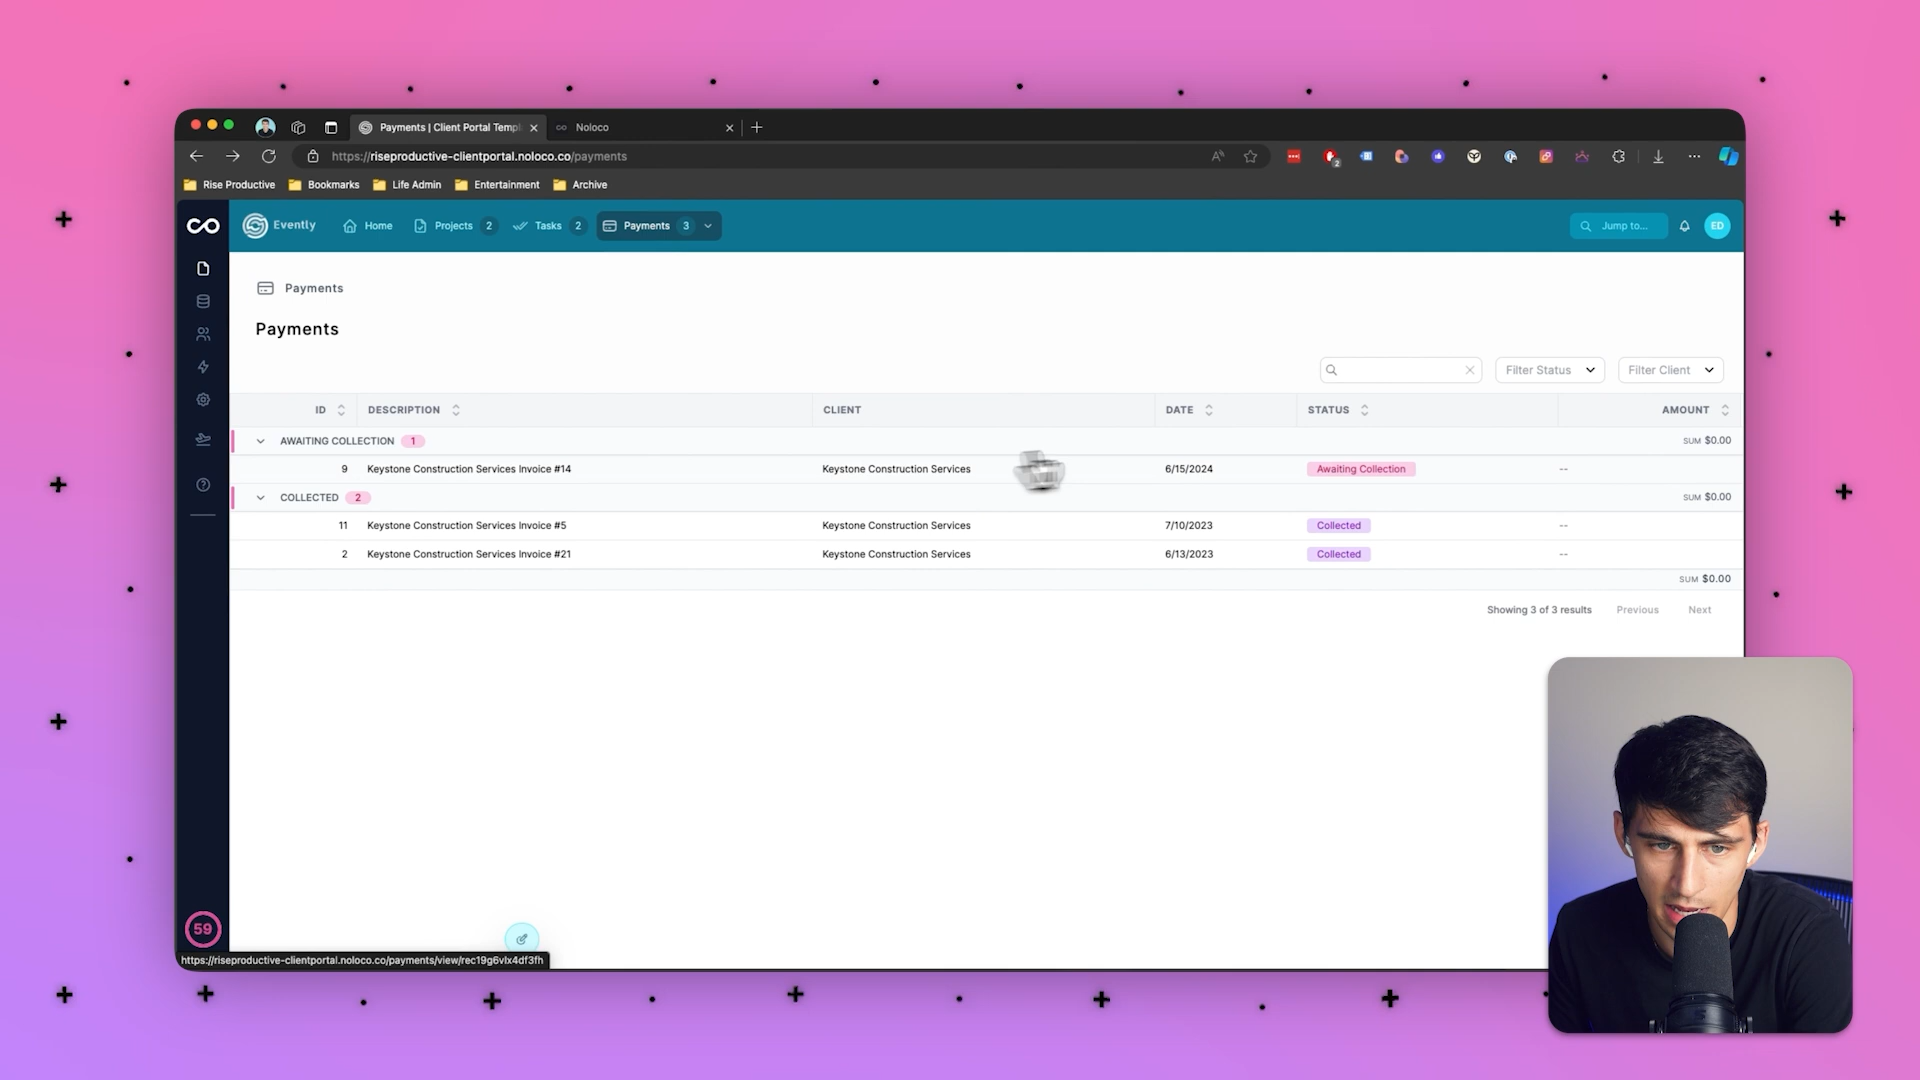 Payments | Client Portal Templ
Noloco
https://riseproductive-clientportal.noloco.co/payments
2
Rise Productive
Bookmarks
Life Admin
Entertainment
Archive
Evently
Home
Projects 2
Tasks 2
Payments 3
Jump to...
ED
Payments
Payments
Filter Status
Filter Client
ID DESCRIPTION CLIENT DATE STATUS AMOUNT
AWAITING COLLECTION 1 SUM $0.00
9 Keystone Construction Services Invoice #14 Keystone Construction Services 6/15/2024 Awaiting Collection --
COLLECTED 2 SUM $0.00
11 Keystone Construction Services Invoice #5 Keystone Construction Services 7/10/2023 Collected --
2 Keystone Construction Services Invoice #21 Keystone Construction Services 6/13/2023 Collected --
SUM $0.00
Showing 3 of 3 results Previous Next
59
https://riseproductive-clientportal.noloco.co/payments/view/rec19g6vlx4df3fh